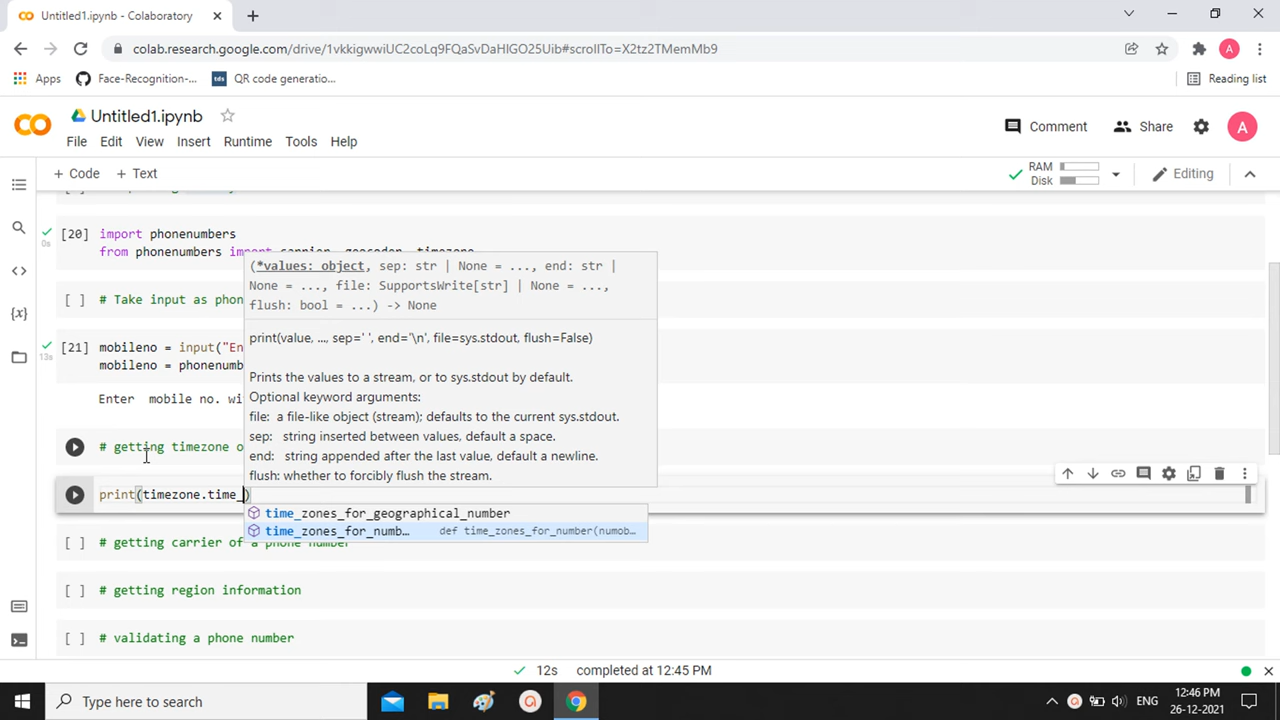 Untitled1.ipynb - Colaboratory
colab.research.google.com/drive/1vkkigwwiUC2coLq9FQaSvDaHlGO25Uib#scrollTo=X2tz2TMemMb9
Apps Face-Recognition-... tds QR code generatio... Reading list
Untitled1.ipynb
File Edit View Insert Runtime Tools Help
Comment Share A
+ Code + Text
RAM
Disk
Editing
[20] import phonenumbers
0s
from phonenumbers import carrier, geocoder, timezone
(*values: object, sep: str | None = ..., end: str |
None = ..., file: SupportsWrite[str] | None = ...,
flush: bool = ...) -> None
[ ] # Take input as phon
print(value, ..., sep=' ', end='\n', file=sys.stdout, flush=False)
[21] mobileno = input("En
13s
mobileno = phonenumb
Prints the values to a stream, or to sys.stdout by default.
Optional keyword arguments:
Enter mobile no. wi
file: a file-like object (stream); defaults to the current sys.stdout.
sep: string inserted between values, default a space.
# getting timezone o
end: string appended after the last value, default a newline.
flush: whether to forcibly flush the stream.
print(timezone.time_)
time_zones_for_geographical_number
time_zones_for_numb… def time_zones_for_number(numob…
[ ] # getting carrier of a phone number
[ ] # getting region information
[ ] # validating a phone number
12s completed at 12:45 PM
Type here to search
ENG
12:46 PM
26-12-2021